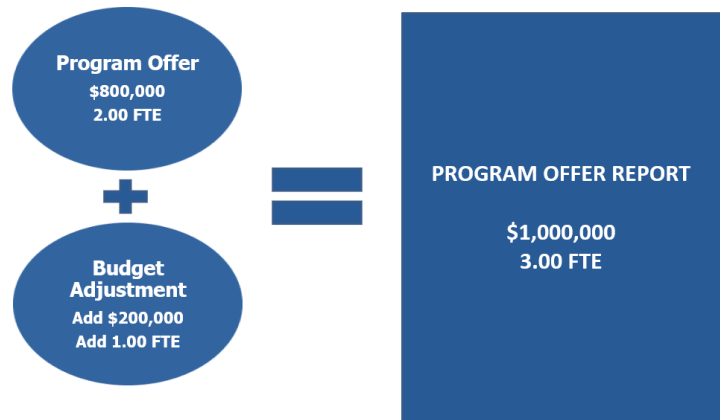 Program Offer
$800,000
2.00 FTE
Budget
Adjustment
Add $200,000
Add 1.00 FTE
PROGRAM OFFER REPORT
$1,000,000
3.00 FTE